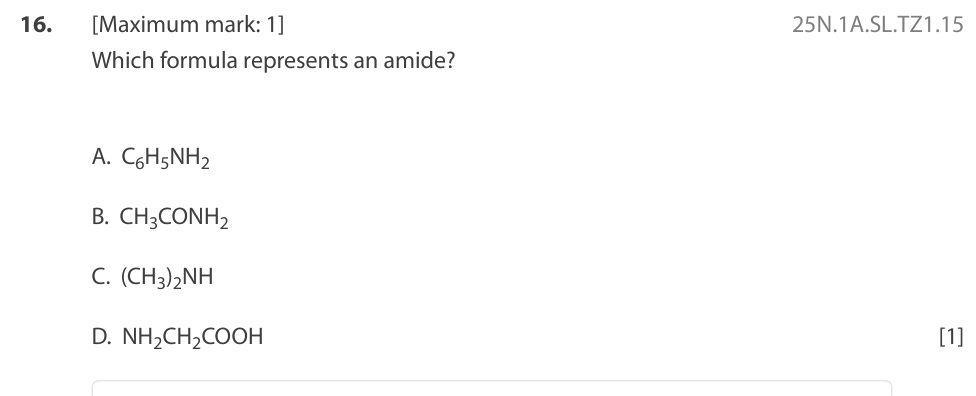 16. [Maximum mark: 1] 25N.1A.SL.TZ1.15
Which formula represents an amide?
A. C₆H₅NH₂
B. CH₃CONH₂
C. (CH₃)₂NH
D. NH₂CH₂COOH [1]